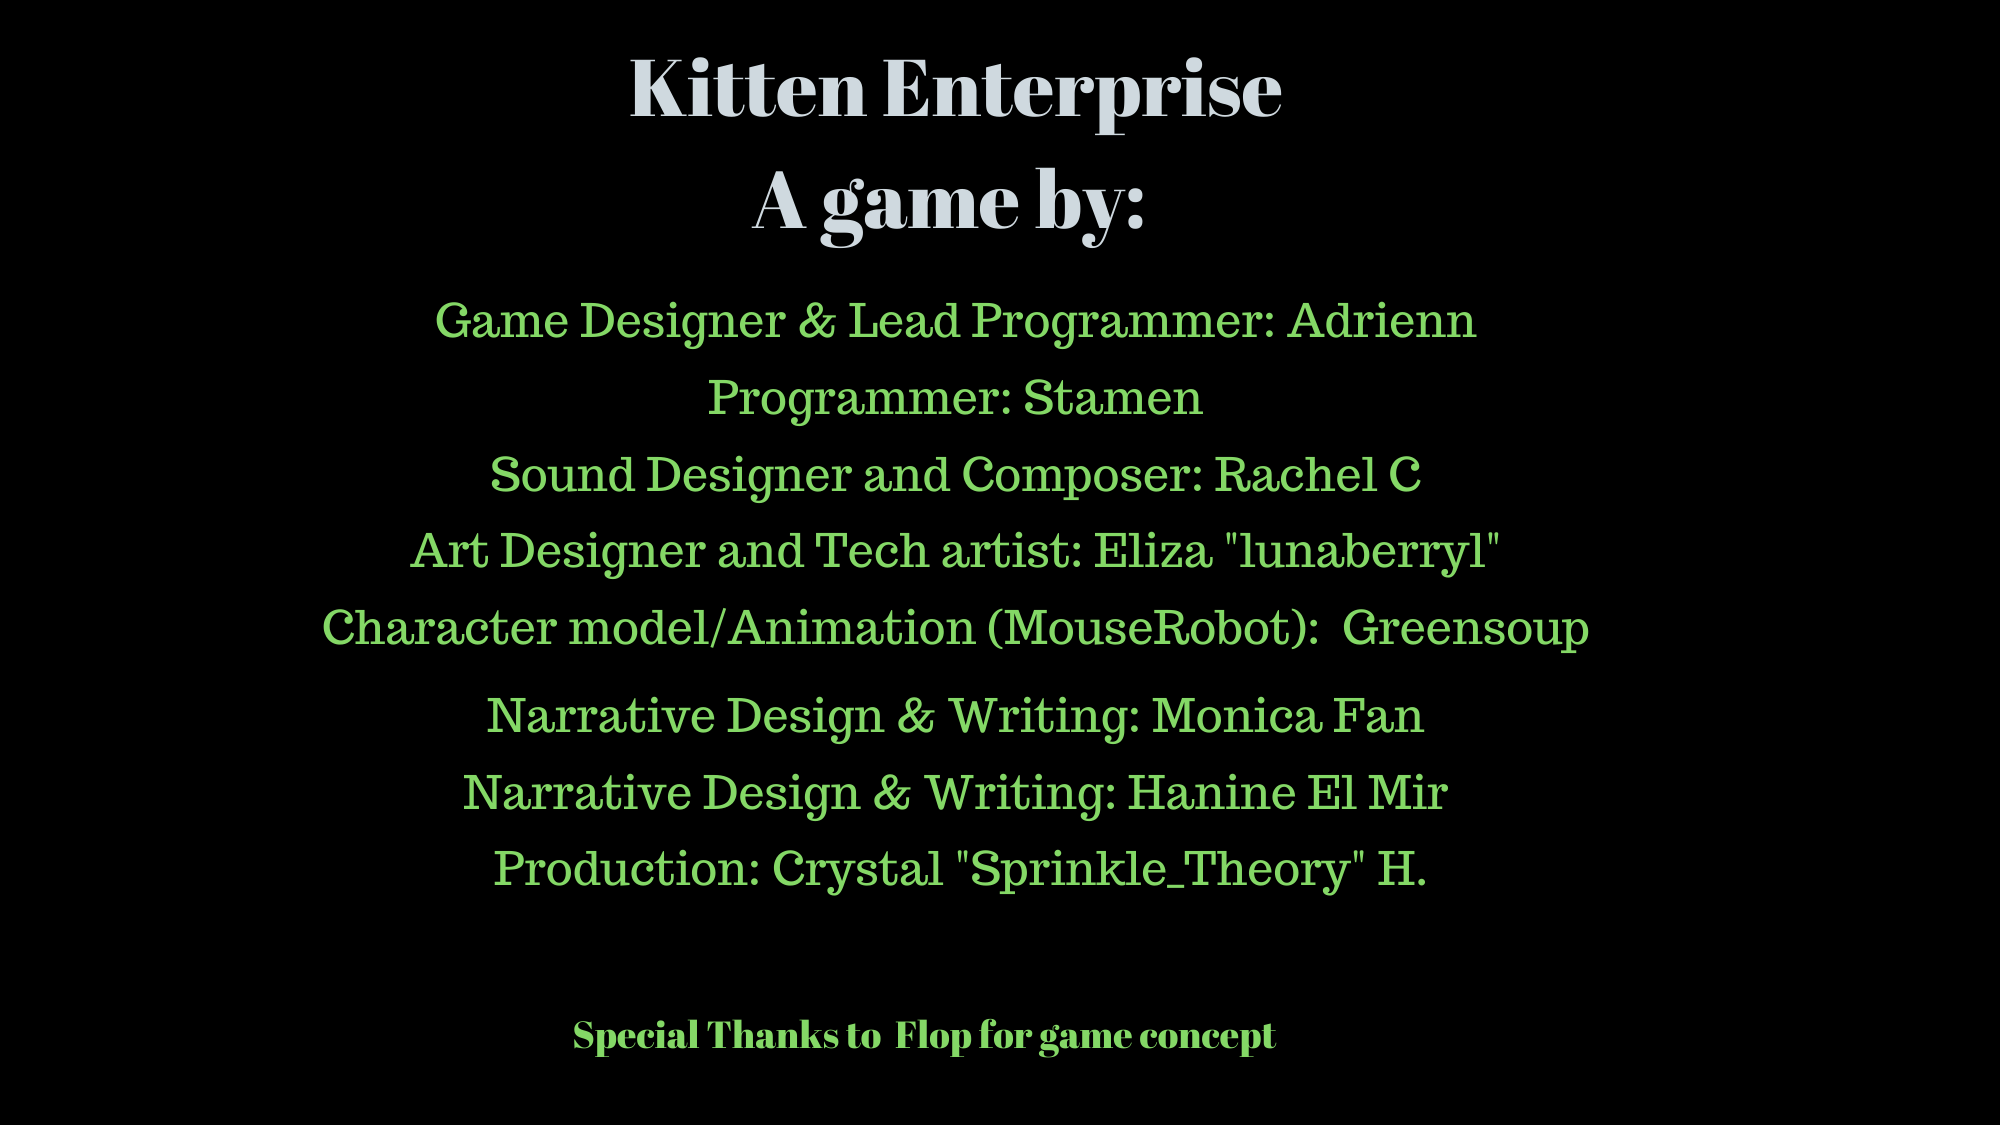 Kitten Enterprise
A game by:
Game Designer & Lead Programmer: Adrienn
Programmer: Stamen
Sound Designer and Composer: Rachel C
Art Designer and Tech artist: Eliza "lunaberryl"
Character model/Animation (MouseRobot):  Greensoup
Narrative Design & Writing: Monica Fan
Narrative Design & Writing: Hanine El Mir
Production: Crystal "Sprinkle_Theory" H.
Special Thanks to  Flop for game concept